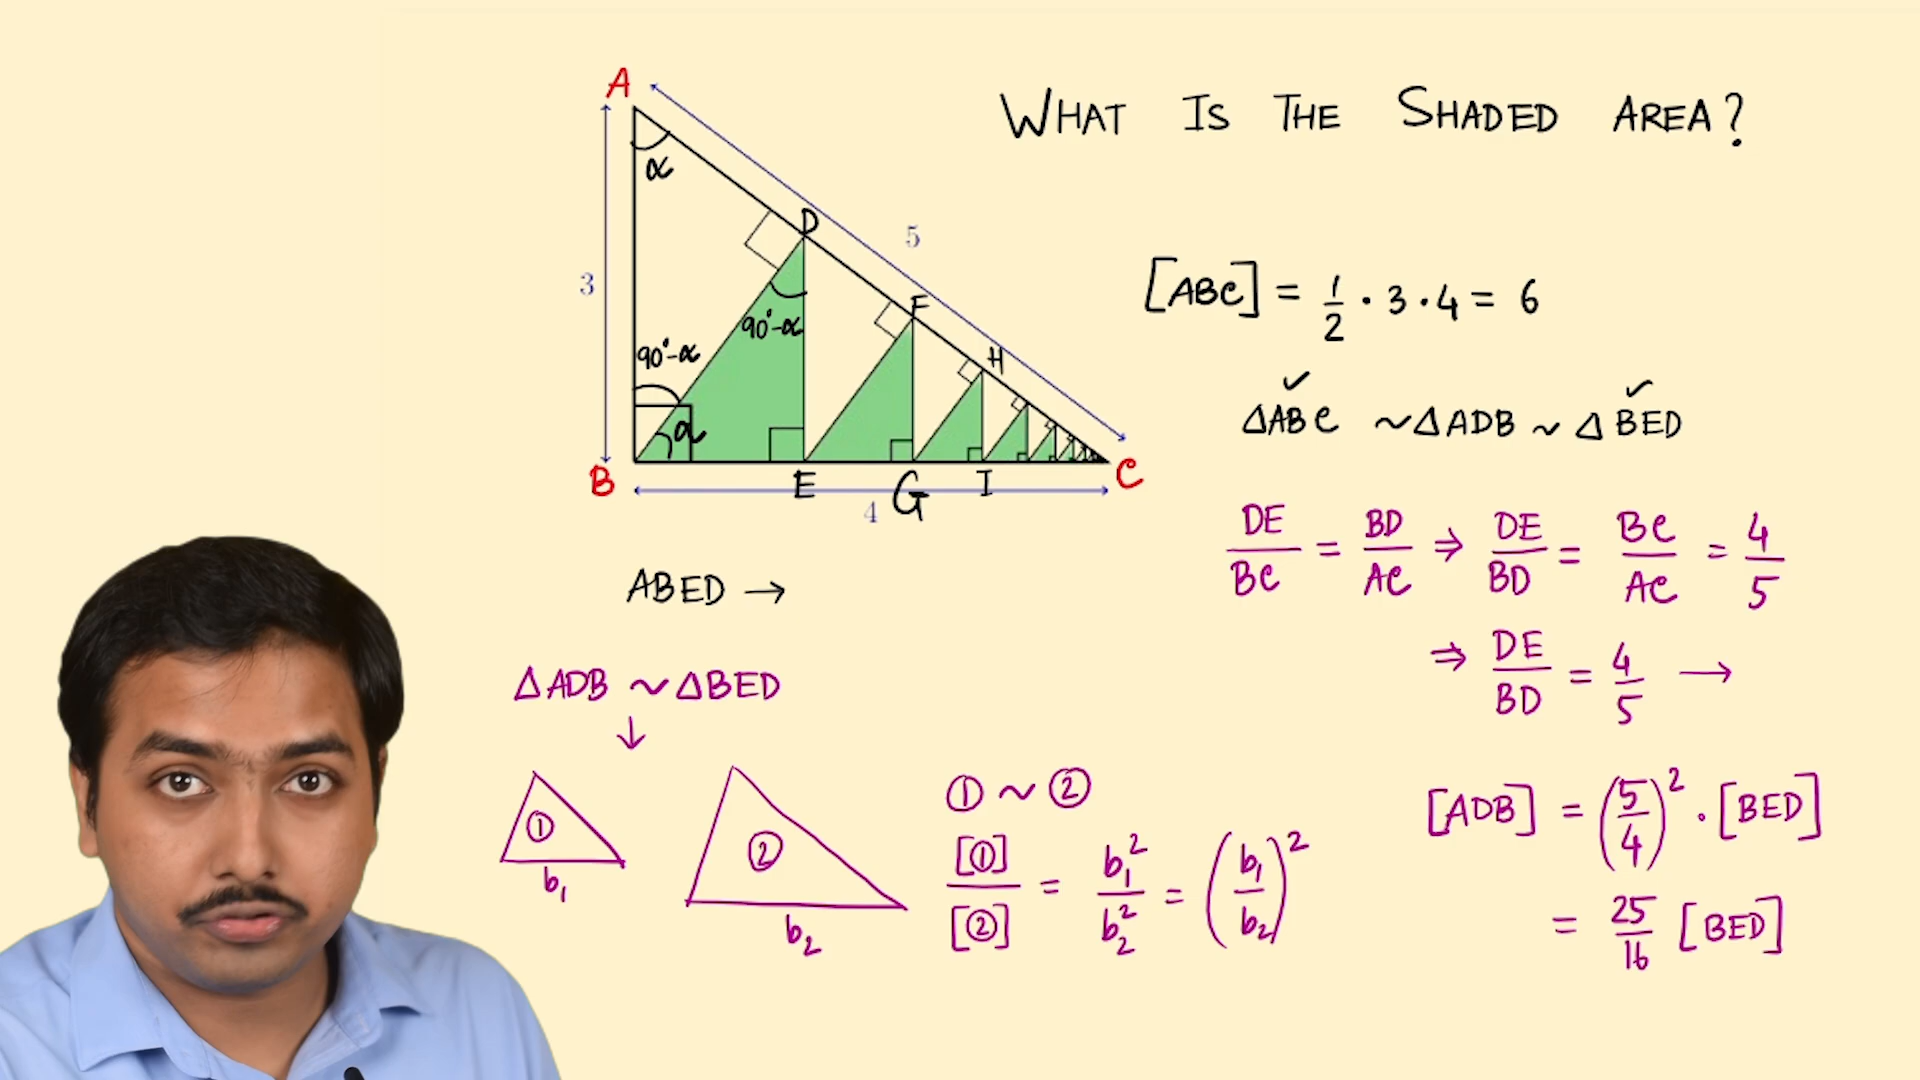 WHAT IS THE SHADED AREA?
A
α
D
5
3
F
[ABC] = 1/2 · 3 · 4 = 6
90°-α
90°-α
H
✓ ✓
ΔABC ~ ΔADB ~ Δ BED
α
B
E
G
I
C
4
DE/BC = BD/AC ⇒ DE/BD = BC/AC = 4/5
ABED →
⇒ DE/BD = 4/5 →
ΔADB ~ ΔBED
↓
① b₁
② b₂
① ~ ②
[①]/[②] = b₁²/b₂² = (b₁/b₂)²
[ADB] = (5/4)² · [BED]
= 25/16 [BED]